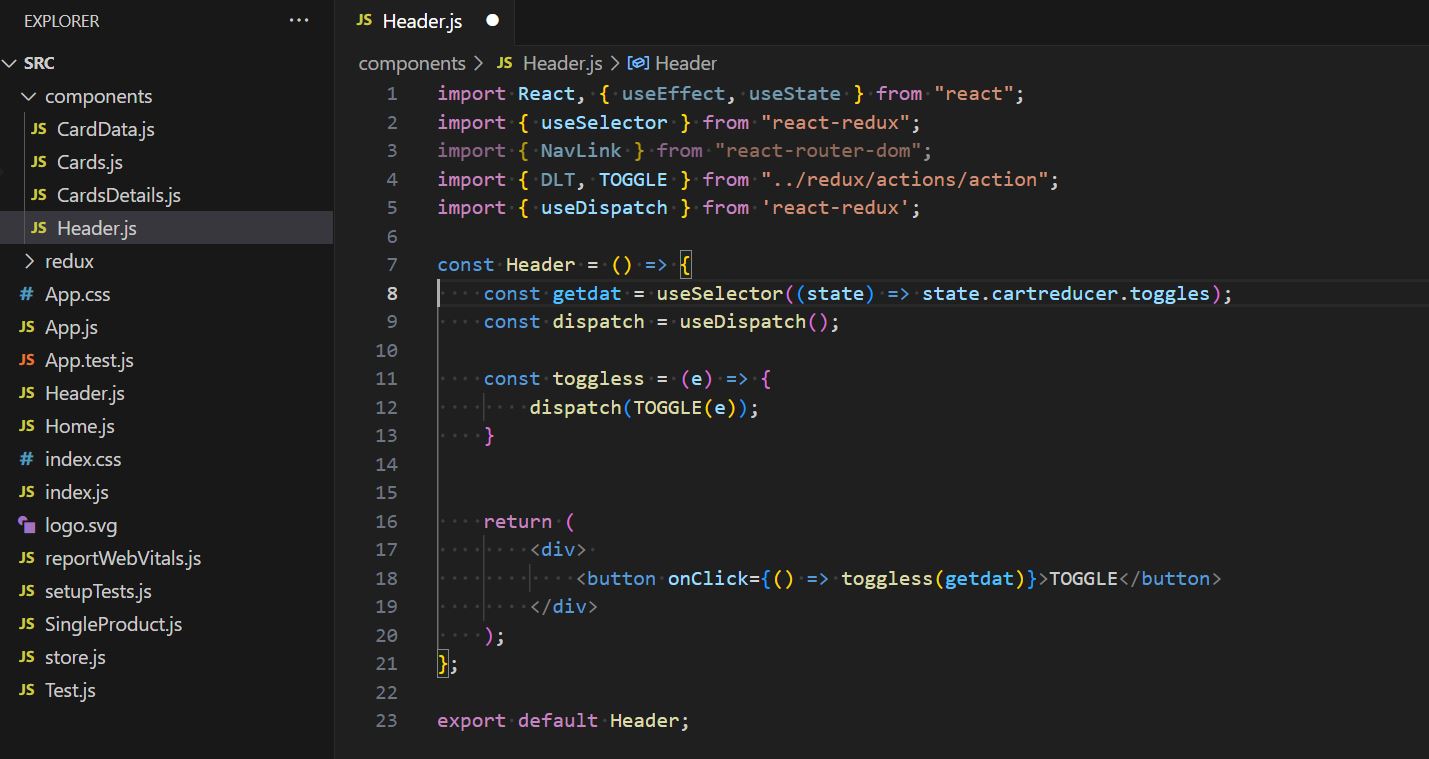 EXPLORER
SRC
components
JS CardData.js
JS Cards.js
JS CardsDetails.js
JS Header.js
redux
# App.css
JS App.js
JS App.test.js
JS Header.js
JS Home.js
# index.css
JS index.js
logo.svg
JS reportWebVitals.js
JS setupTests.js
JS SingleProduct.js
JS store.js
JS Test.js
JS Header.js
components > JS Header.js > Header
1 import React, { useEffect, useState } from "react";
2 import { useSelector } from "react-redux";
3 import { NavLink } from "react-router-dom";
4 import { DLT, TOGGLE } from "../redux/actions/action";
5 import { useDispatch } from 'react-redux';
6
7 const Header = () => {
8 const getdat = useSelector((state) => state.cartreducer.toggles);
9 const dispatch = useDispatch();
10
11 const toggless = (e) => {
12 dispatch(TOGGLE(e));
13 }
14
15
16 return (
17 <div>
18 <button onClick={() => toggless(getdat)}>TOGGLE</button>
19 </div>
20 );
21 };
22
23 export default Header;